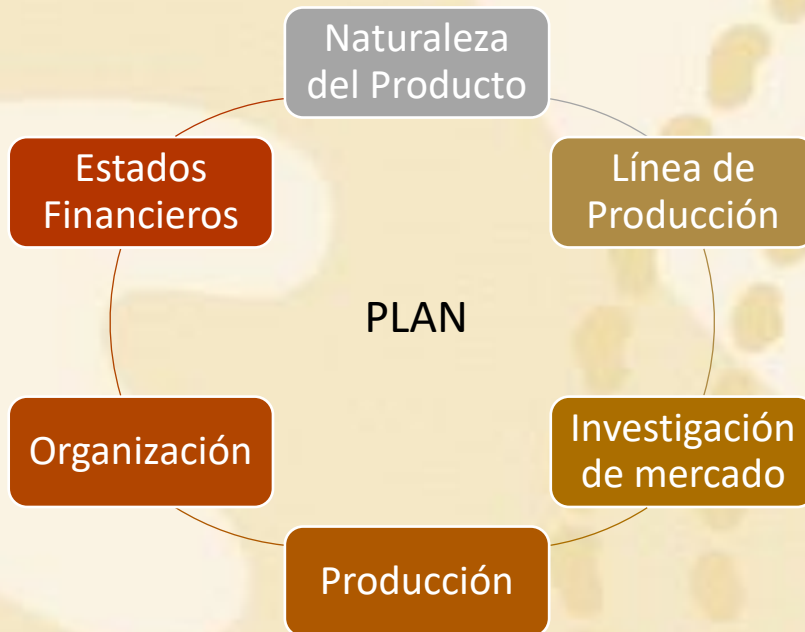 Naturaleza
del Producto
Línea de
Producción
Investigación
de mercado
Producción
Organización
Estados
Financieros
PLAN